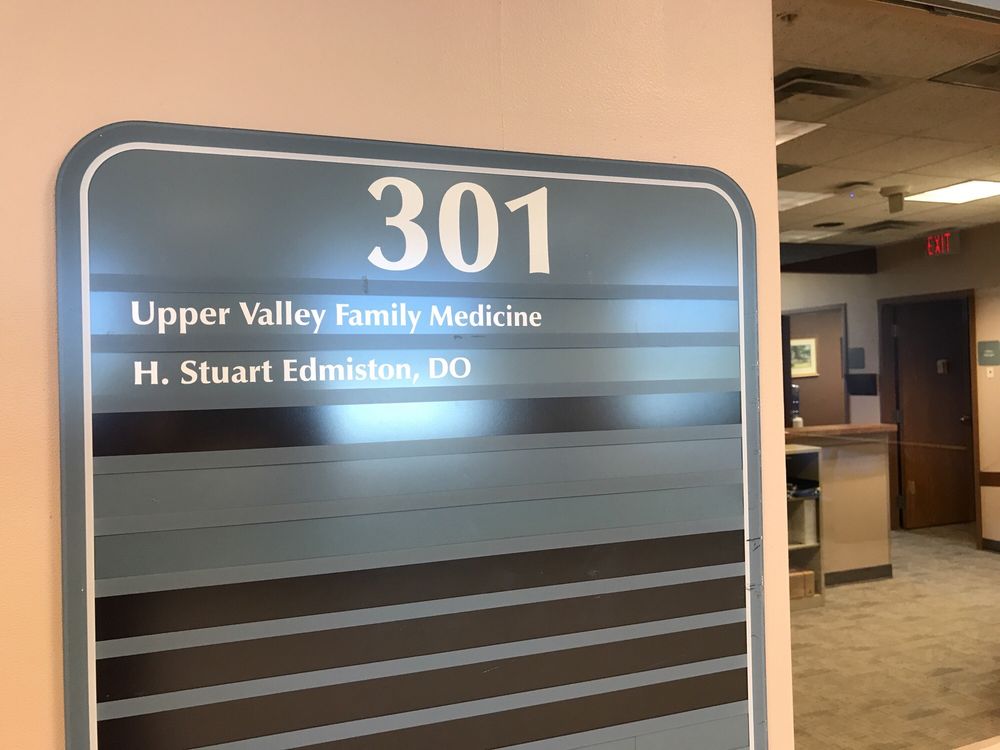 301
Upper Valley Family Medicine
H. Stuart Edmiston, DO
EXIT